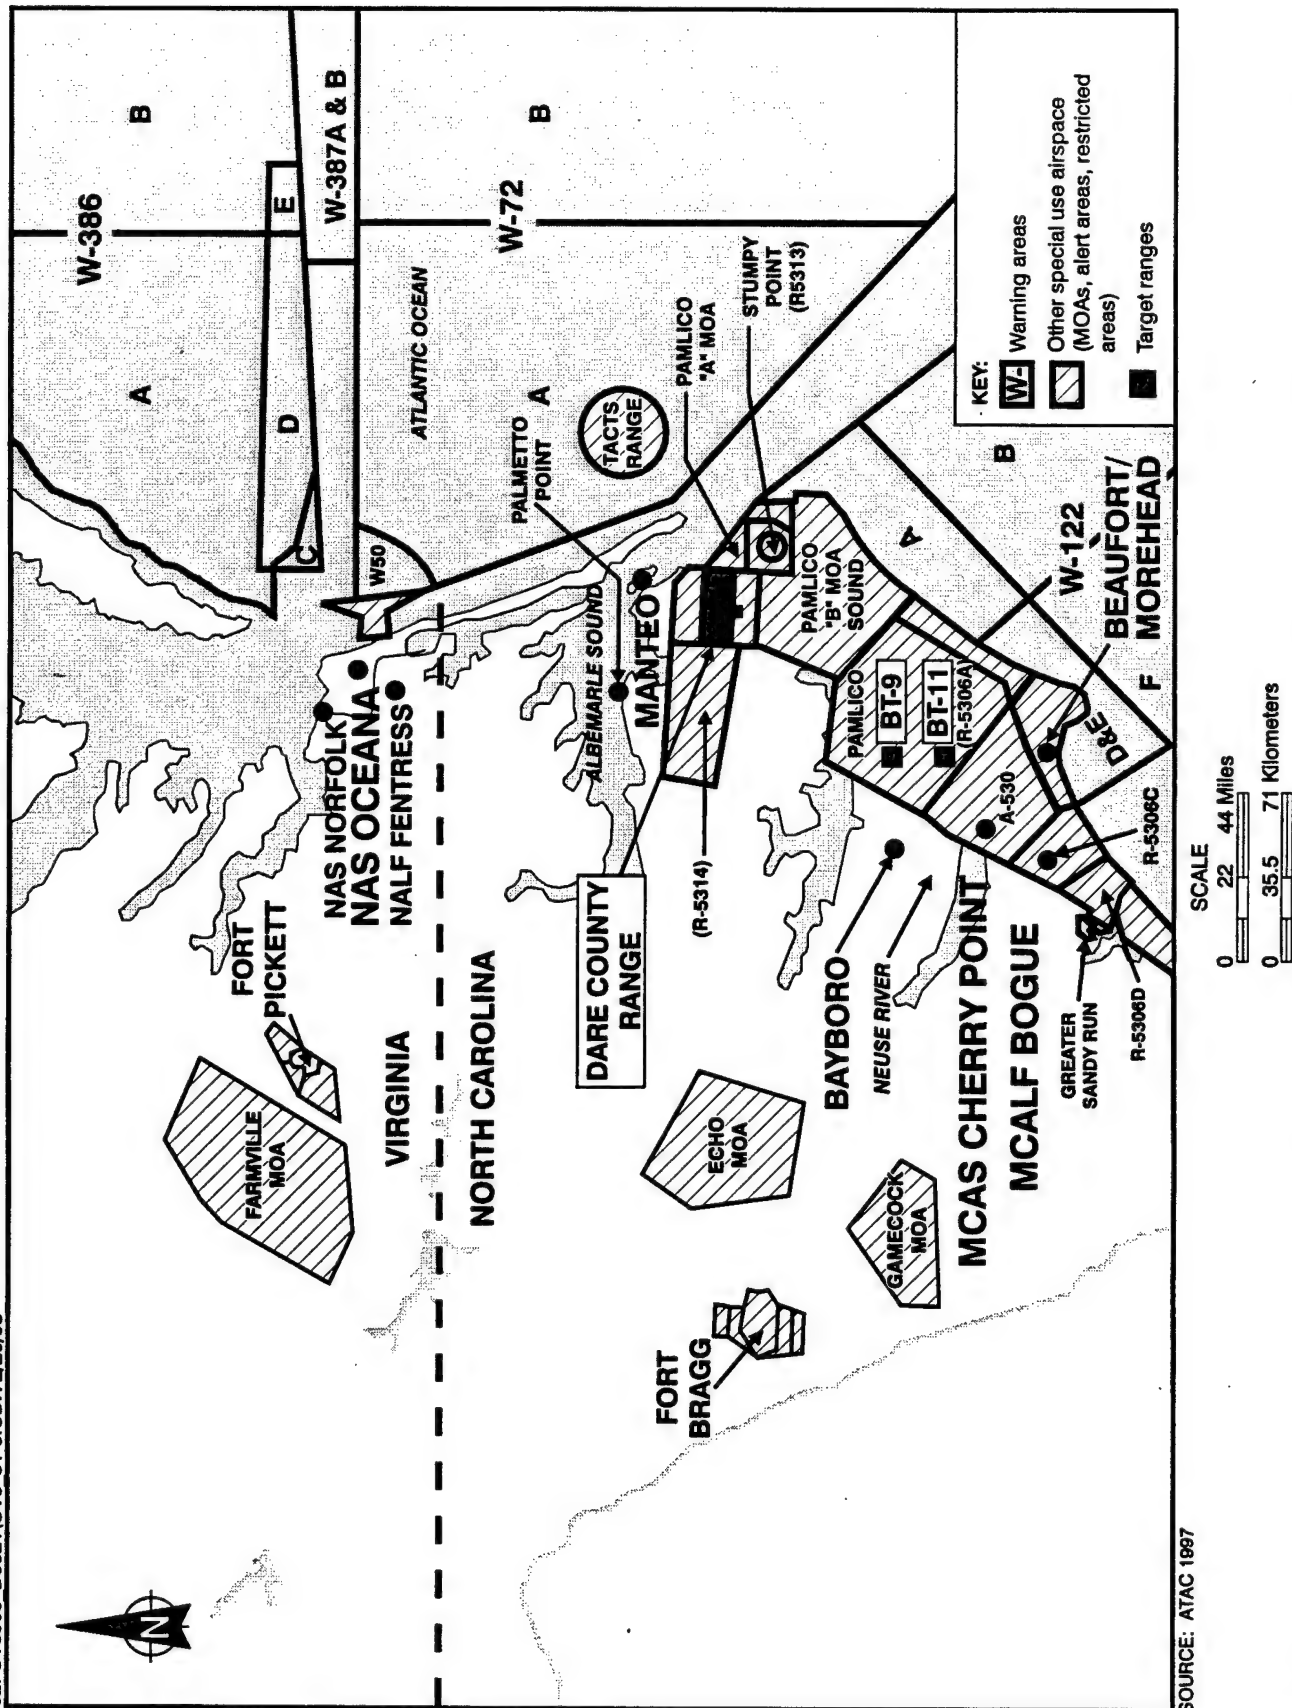 W-386
A
B
D
E
C
W-387A & B
ATLANTIC OCEAN
W50
W-72
A
B
TACTS
RANGE
PALMETTO
POINT
PAMLICO
"A" MOA
STUMPY
POINT
(R5313)
FORT
PICKETT
FARMVILLE
MOA
NAS NORFOLK
NAS OCEANA
NALF FENTRESS
VIRGINIA
NORTH CAROLINA
ALBEMARLE SOUND
MANTEO
DARE COUNTY
RANGE
(R-5314)
PAMLICO
"B" MOA
SOUND
PAMLICO
BT-9
BT-11
(R-5306A)
ECHO
MOA
BAYBORO
NEUSE RIVER
GAMECOCK
MOA
FORT
BRAGG
MCAS CHERRY POINT
MCALF BOGUE
A-530
GREATER
SANDY RUN
R-5306D
R-5306C
D&E
A
B
W-122
BEAUFORT/
MOREHEAD
F
N
KEY:
W- Warning areas
Other special use airspace
(MOAs, alert areas, restricted
areas)
Target ranges
SOURCE: ATAC 1997
SCALE
0 22 44 Miles
0 35.5 71 Kilometers